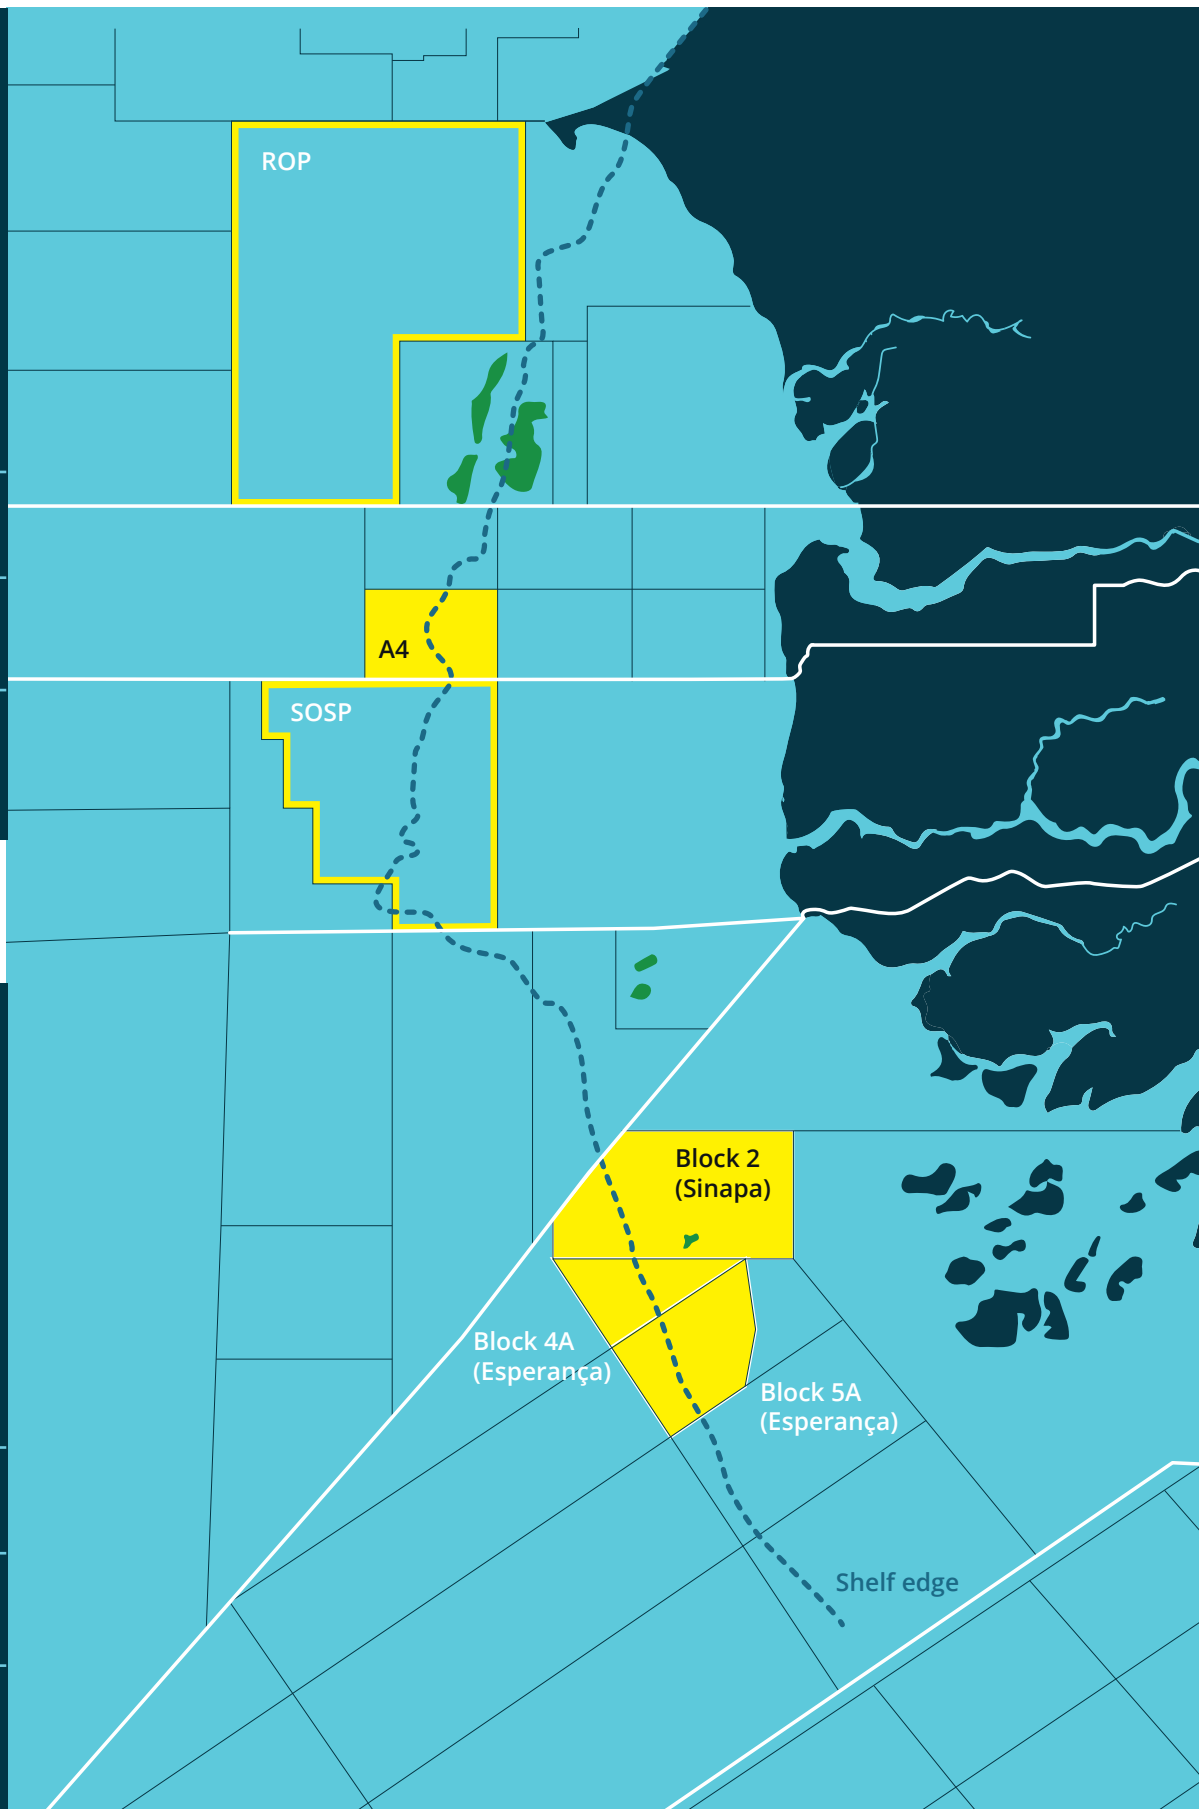 ROP
A4
SOSP
Block 2
(Sinapa)
Block 4A
(Esperança)
Block 5A
(Esperança)
Shelf edge